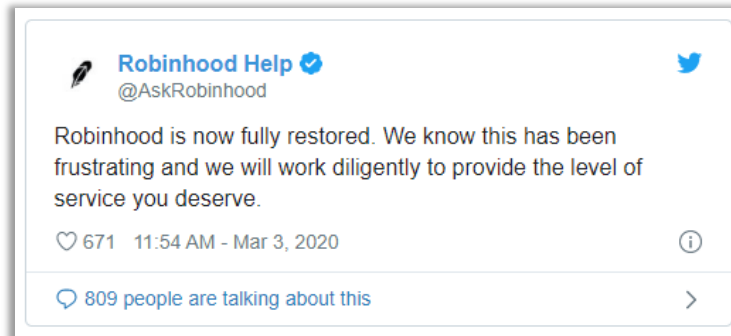 Robinhood Help
@AskRobinhood
Robinhood is now fully restored. We know this has been
frustrating and we will work diligently to provide the level of
service you deserve.
671 11:54 AM - Mar 3, 2020
809 people are talking about this